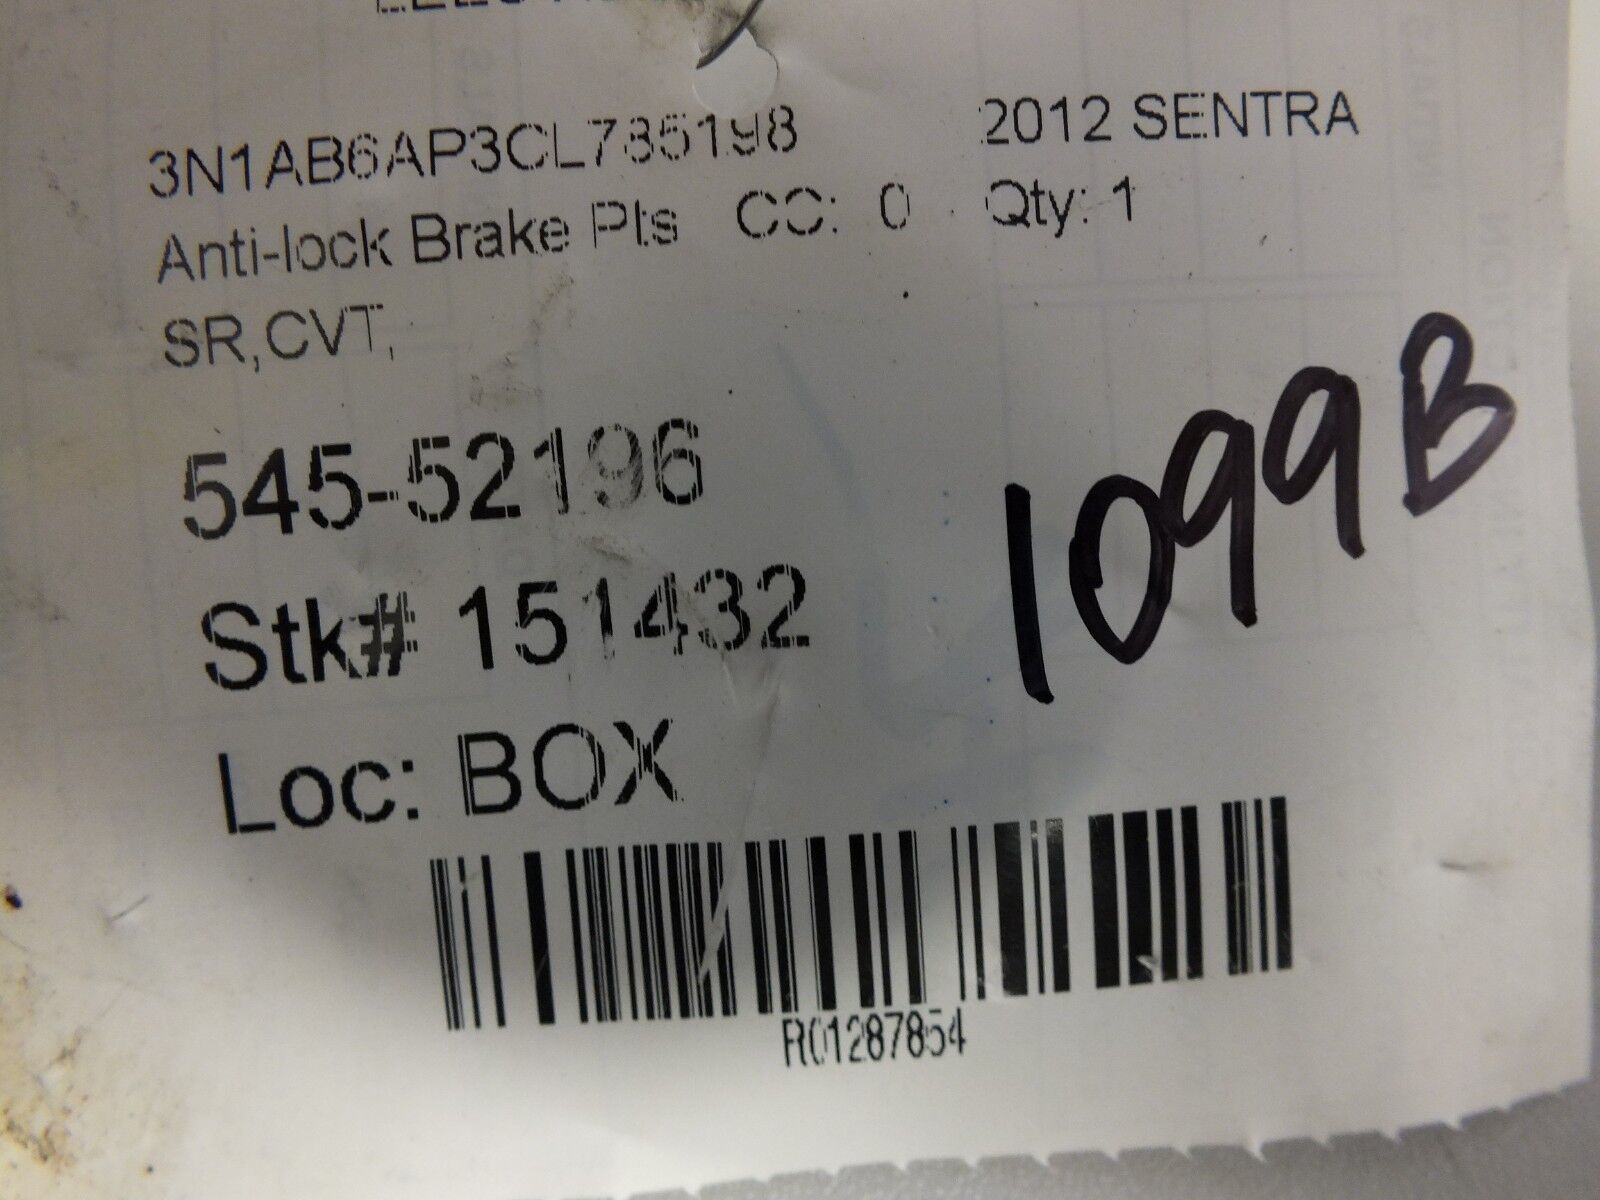 3N1AB6AP3CL785198 2012 SENTRA
Anti-lock Brake Pts CC: 0 Qty: 1
SR,CVT,
545-52196
Stk# 151432
1099B
Loc: BOX
R01287854